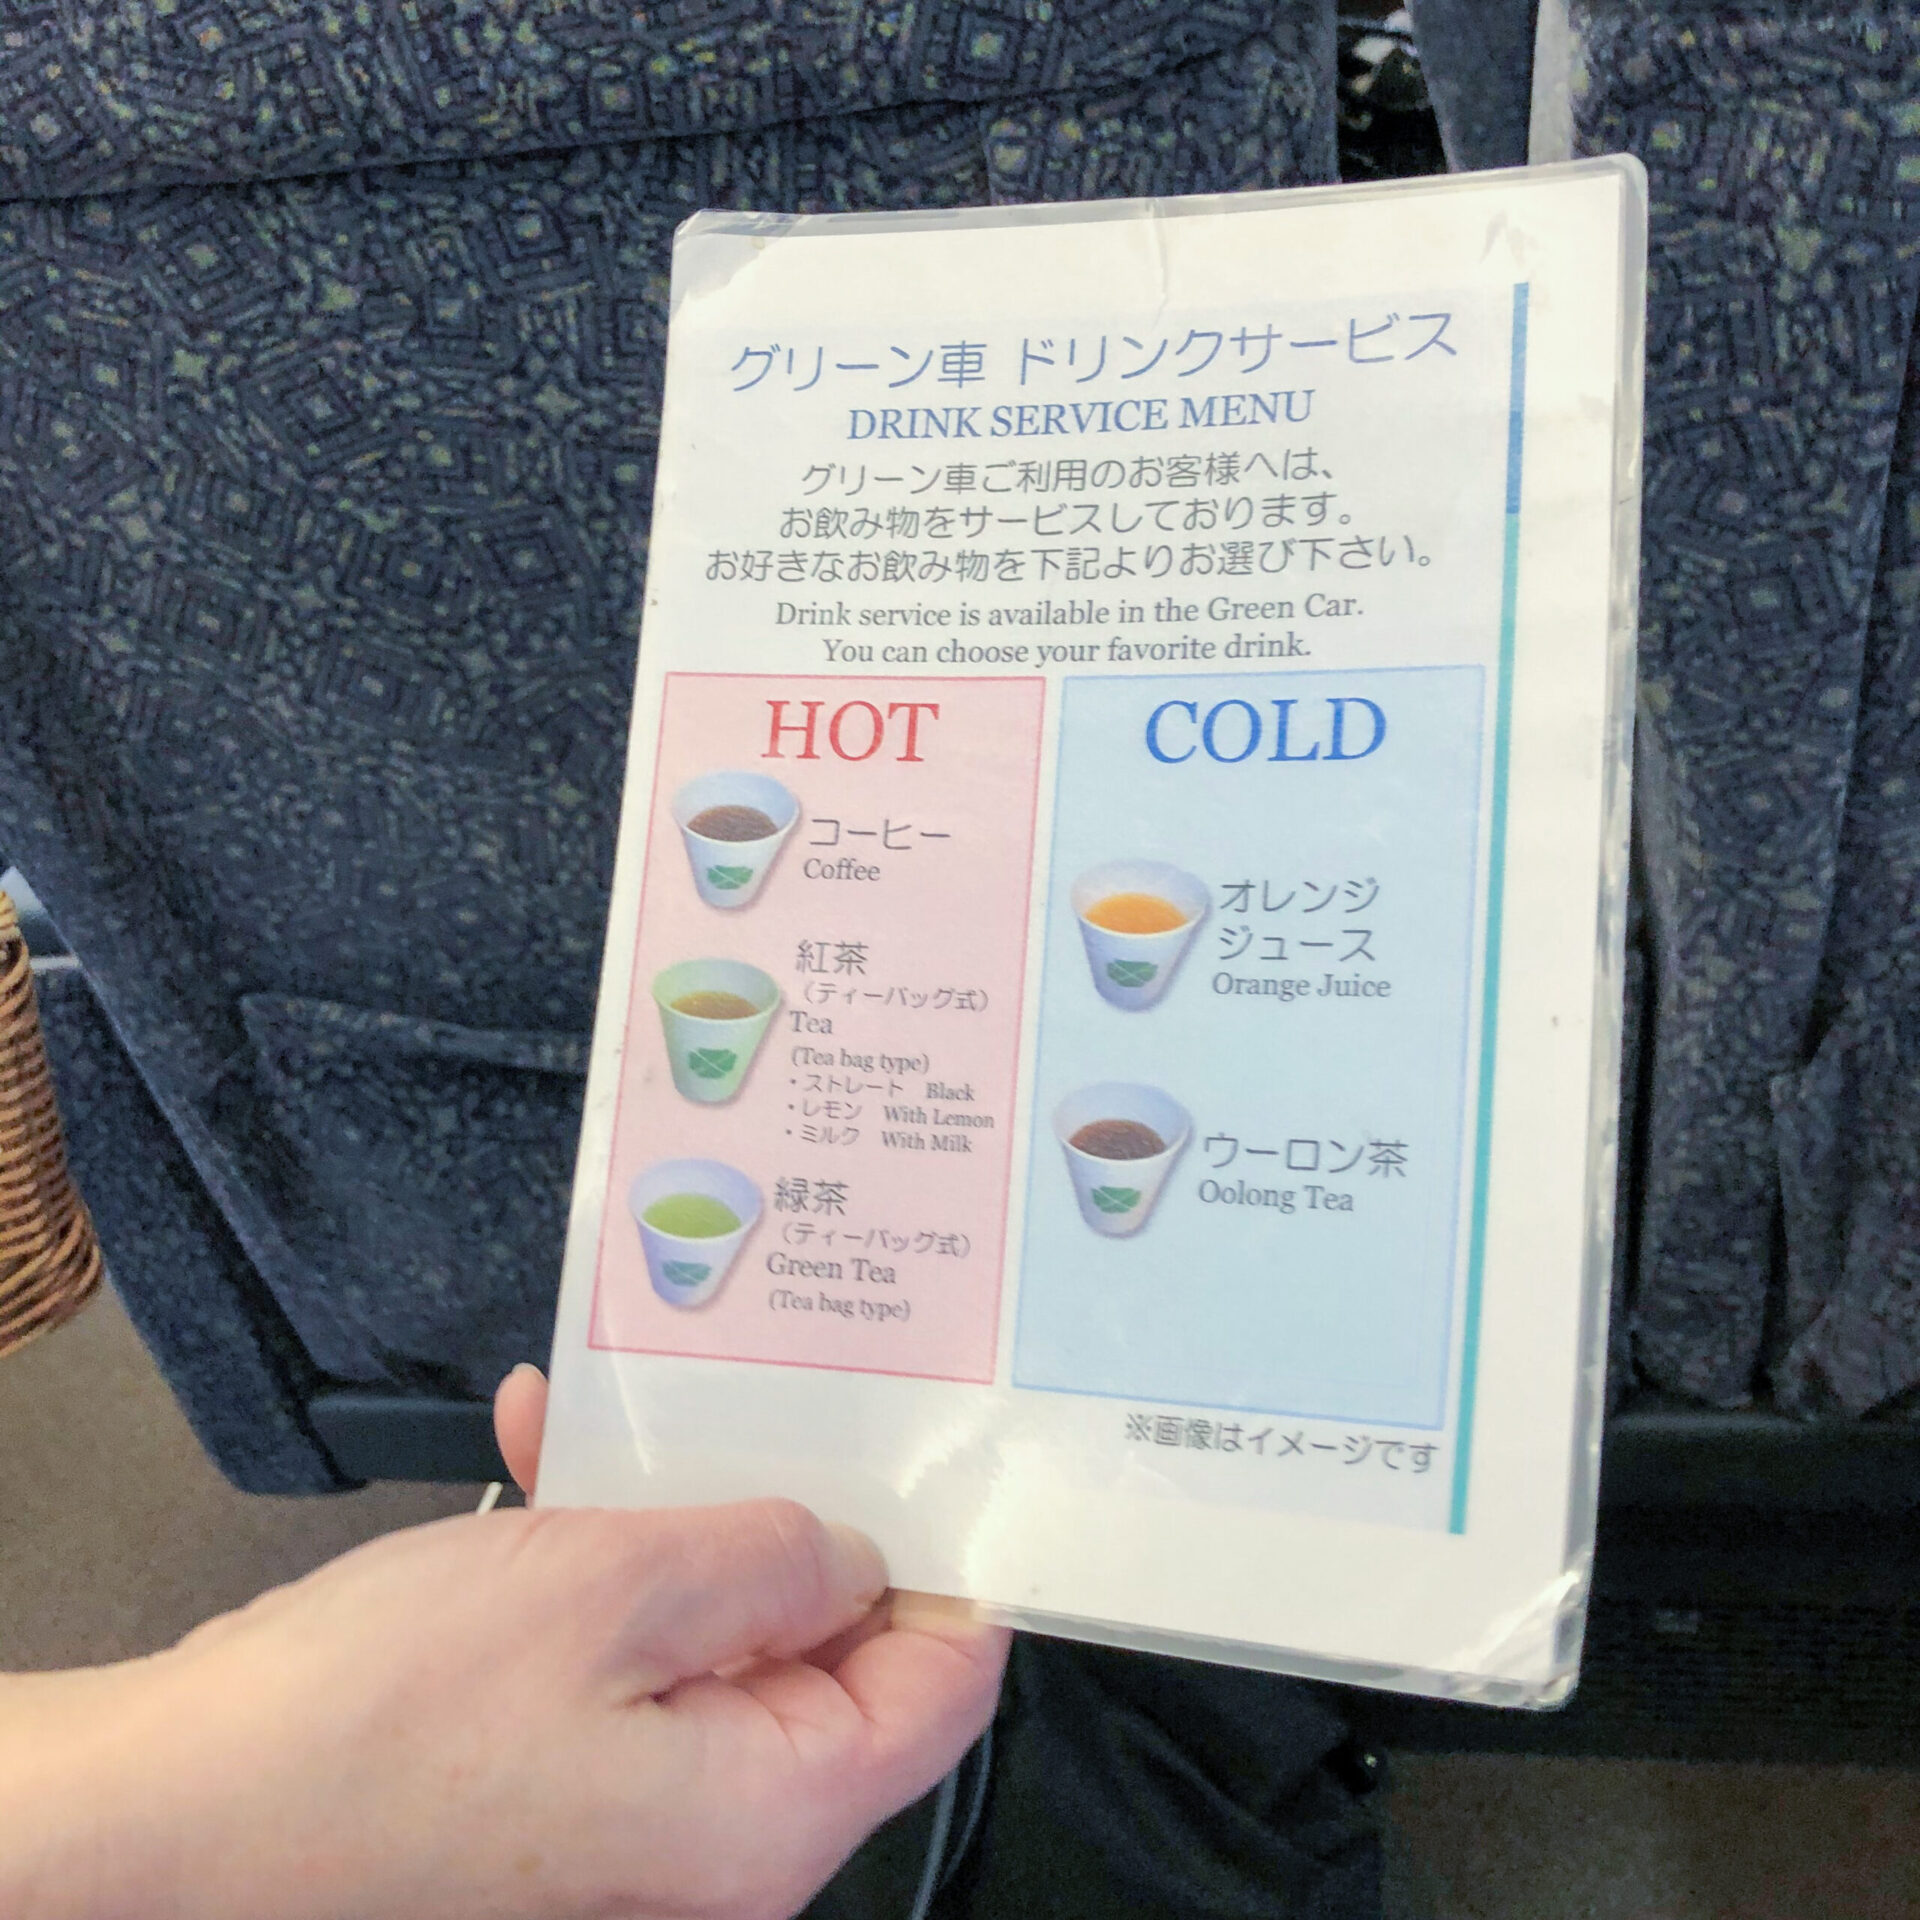 グリーン車 ドリンクサービス
DRINK SERVICE MENU
グリーン車ご利用のお客様へは、
お飲み物をサービスしております。
お好きなお飲み物を下記よりお選び下さい。
Drink service is available in the Green Car.
You can choose your favorite drink.
HOT
コーヒー
Coffee
紅茶
（ティーバッグ式）
Tea
(Tea bag type)
・ストレート Black
・レモン With Lemon
・ミルク With Milk
緑茶
（ティーバッグ式）
Green Tea
(Tea bag type)
COLD
オレンジ
ジュース
Orange Juice
ウーロン茶
Oolong Tea
※画像はイメージです